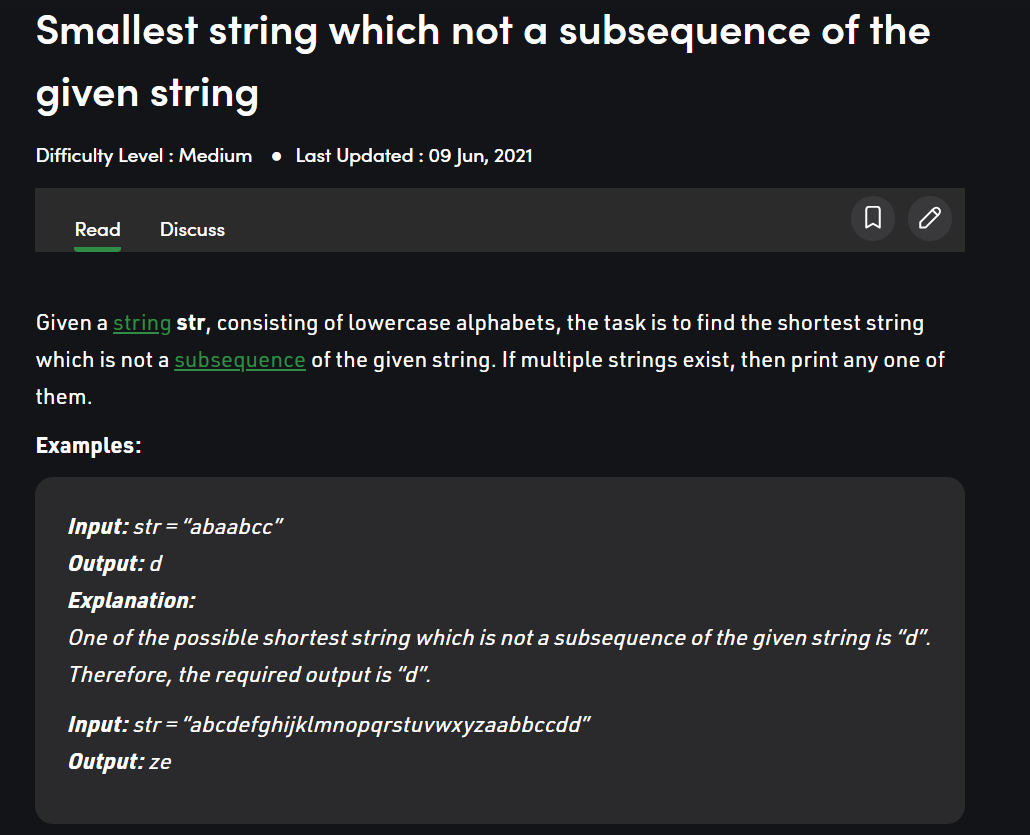 Smallest string which not a subsequence of the
given string
Difficulty Level : Medium ● Last Updated : 09 Jun, 2021
Read Discuss
Given a string str, consisting of lowercase alphabets, the task is to find the shortest string
which is not a subsequence of the given string. If multiple strings exist, then print any one of
them.
Examples:
Input: str = “abaabcc”
Output: d
Explanation:
One of the possible shortest string which is not a subsequence of the given string is “d”.
Therefore, the required output is “d”.
Input: str = “abcdefghijklmnopqrstuvwxyzaabbccdd”
Output: ze